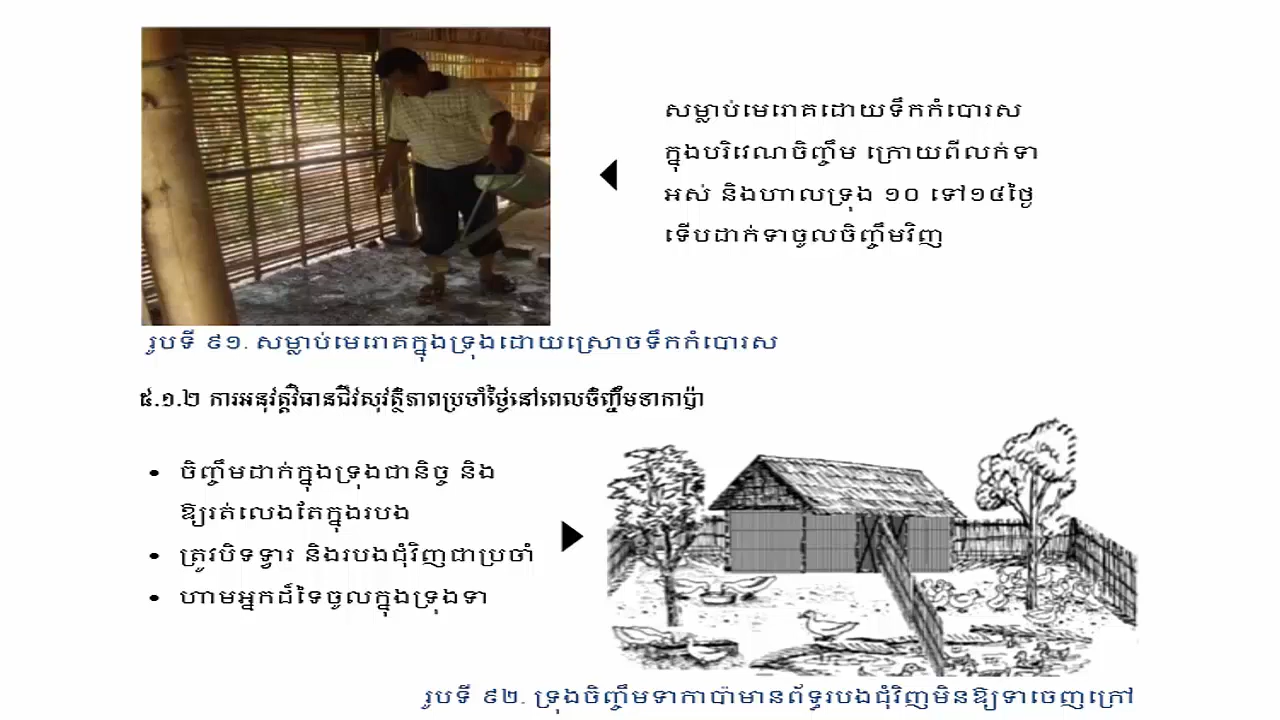 សម្លាប់មេរោគដោយទឹកកំបោរស
ក្នុងបរិវេណចិញ្ចឹម ក្រោយពីលក់ទា
អស់ និងហាលទ្រុង ១០ ទៅ១៤ថ្ងៃ
ទើបដាក់ទាចូលចិញ្ចឹមវិញ
រូបទី ៩១. សម្លាប់មេរោគក្នុងទ្រុងដោយស្រោចទឹកកំបោរស
៥.១.២ ការអនុវត្តវិធានជីវសុវត្ថិភាពប្រចាំថ្ងៃនៅពេលចិញ្ចឹមទាកាប៉ា
• ចិញ្ចឹមដាក់ក្នុងទ្រុងជានិច្ច និង
ឱ្យរត់លេងតែក្នុងរបង
• ត្រូវបិទទ្វារ និងរបងជុំវិញជាប្រចាំ
• ហាមអ្នកដ៏ទៃចូលក្នុងទ្រុងទា
រូបទី ៩២. ទ្រុងចិញ្ចឹមទាកាប៉ាមានព័ទ្ធរបងជុំវិញមិនឱ្យទាចេញក្រៅ